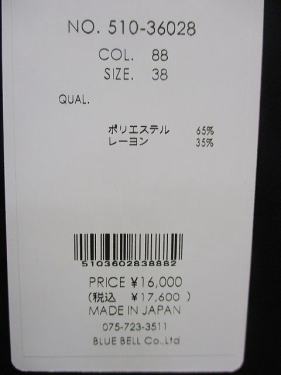 NO. 510-36028
COL. 88
SIZE. 38
QUAL.
ポリエステル 65%
レーヨン 35%
5103602838882
PRICE ¥16,000
(税込 ¥17,600 )
MADE IN JAPAN
075-723-3511
BLUE BELL Co.,Ltd